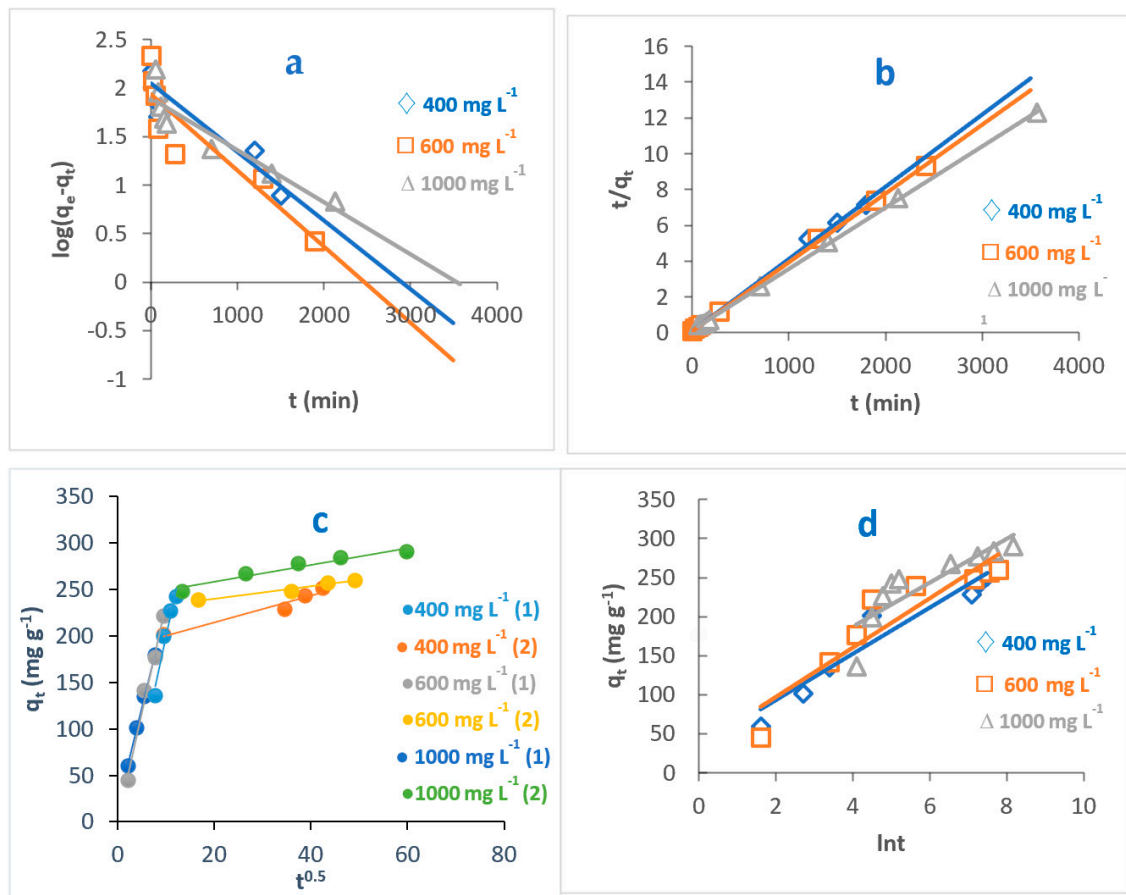 a
2.5
2
1.5
1
0.5
0
-0.5
-1
0
1000
2000
3000
4000
log(qe-qt)
t (min)
400 mg L-1
600 mg L-1
1000 mg L-1
b
16
14
12
10
8
6
4
2
0
0
1000
2000
3000
4000
t/qt
t (min)
400 mg L-1
600 mg L-1
1000 mg L-
1
c
350
300
250
200
150
100
50
0
0
20
40
60
80
qt (mg g-1)
t0.5
400 mg L-1 (1)
400 mg L-1 (2)
600 mg L-1 (1)
600 mg L-1 (2)
1000 mg L-1 (1)
1000 mg L-1 (2)
d
350
300
250
200
150
100
50
0
0
2
4
6
8
10
qt (mg g-1)
lnt
400 mg L-1
600 mg L-1
1000 mg L-1